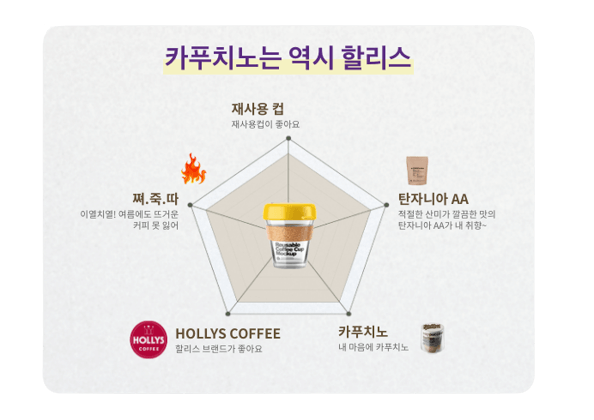 카푸치노는 역시 할리스
재사용 컵
재사용컵이 좋아요
쪄.죽.따
이열치열! 여름에도 뜨거운
커피 못 잃어
탄자니아 AA
적절한 산미가 깔끔한 맛의
탄자니아 AA가 내 취향~
Reusable
Coffee Cup
Mockup
HOLLYS
COFFEE
HOLLYS COFFEE
할리스 브랜드가 좋아요
카푸치노
내 마음에 카푸치노